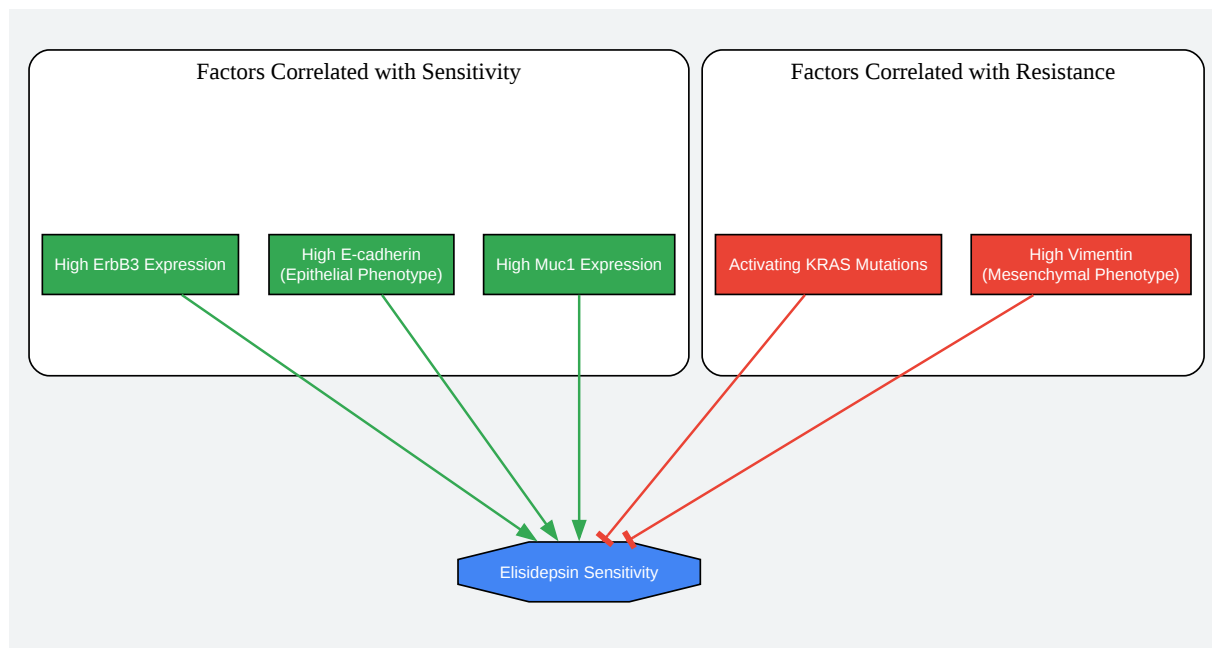 Factors Correlated with Sensitivity
Factors Correlated with Resistance
High ErbB3 Expression
High E-cadherin
(Epithelial Phenotype)
High Muc1 Expression
Activating KRAS Mutations
High Vimentin
(Mesenchymal Phenotype)
Elisidepsin Sensitivity